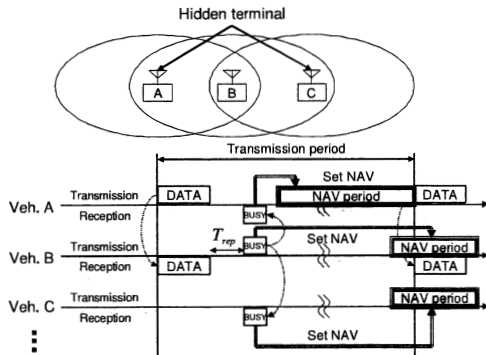 Hidden terminal
A B C
Transmission period
Set NAV
Transmission DATA NAV period DATA
Veh. A
Reception BUSY
Transmission T_rep BUSY Set NAV NAV period
Veh. B
Reception DATA DATA
Transmission NAV period
Veh. C
Reception BUSY
Set NAV